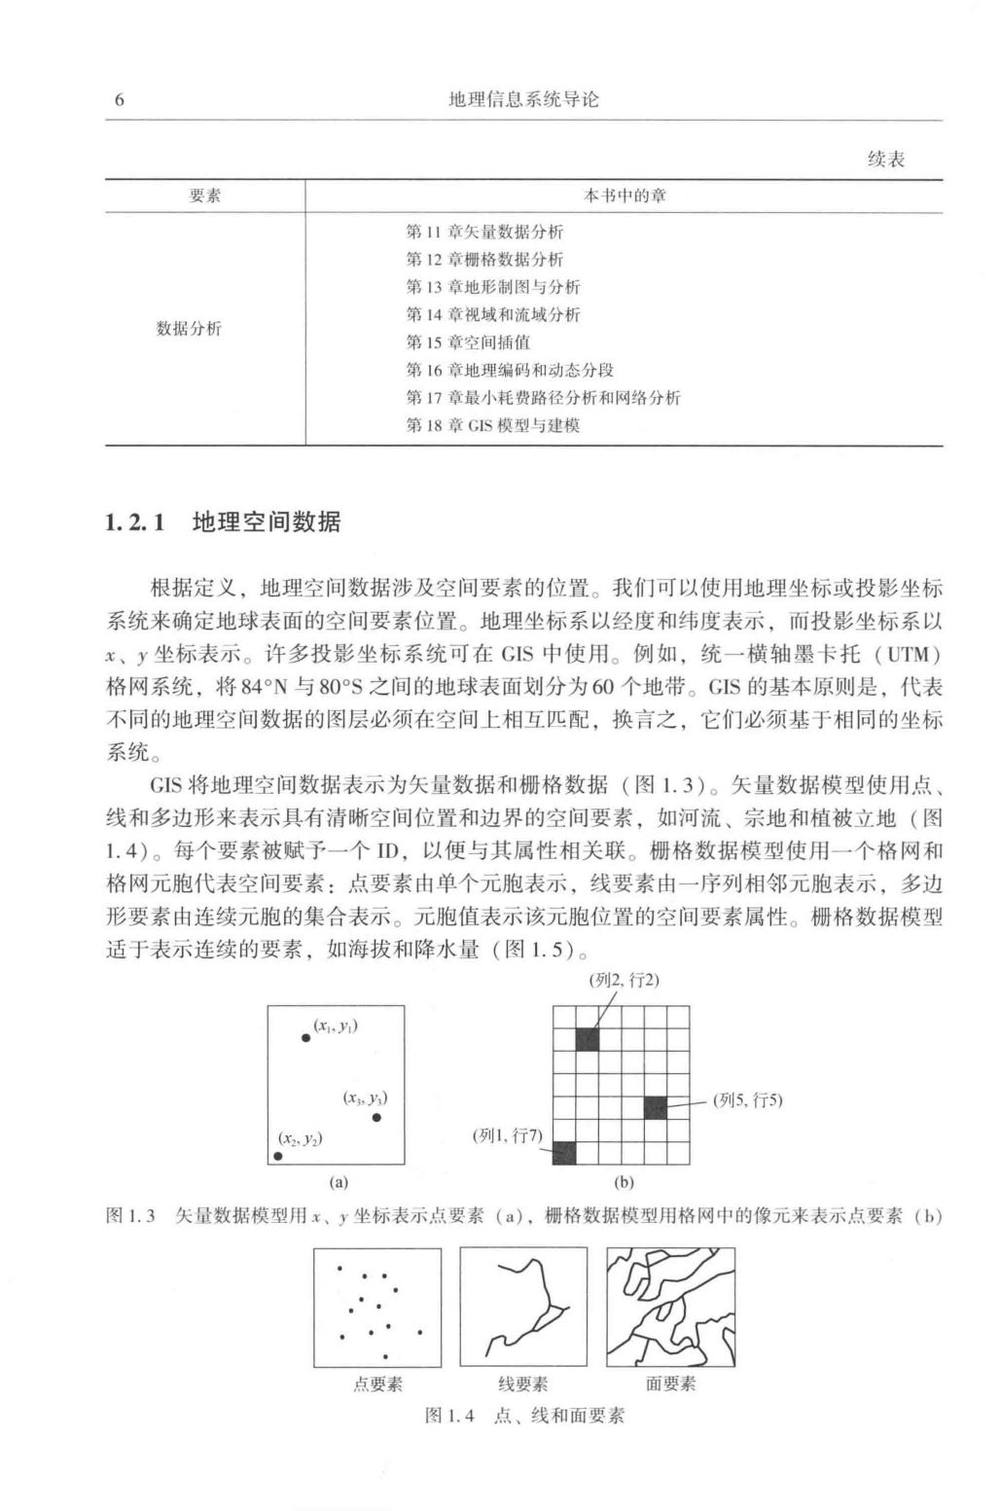 6
地理信息系统导论
续表
要素
本书中的章
数据分析
第 11 章矢量数据分析
第 12 章栅格数据分析
第 13 章地形制图与分析
第 14 章视域和流域分析
第 15 章空间插值
第 16 章地理编码和动态分段
第 17 章最小耗费路径分析和网络分析
第 18 章 GIS 模型与建模
1. 2. 1 地理空间数据
根据定义，地理空间数据涉及空间要素的位置。我们可以使用地理坐标或投影坐标
系统来确定地球表面的空间要素位置。地理坐标系以经度和纬度表示，而投影坐标系以
x、y 坐标表示。许多投影坐标系统可在 GIS 中使用。例如，统一横轴墨卡托（UTM）
格网系统，将 84°N 与 80°S 之间的地球表面划分为 60 个地带。GIS 的基本原则是，代表
不同的地理空间数据的图层必须在空间上相互匹配，换言之，它们必须基于相同的坐标
系统。
GIS 将地理空间数据表示为矢量数据和栅格数据（图 1. 3）。矢量数据模型使用点、
线和多边形来表示具有清晰空间位置和边界的空间要素，如河流、宗地和植被立地（图
1. 4）。每个要素被赋予一个 ID，以便与其属性相关联。栅格数据模型使用一个格网和
格网元胞代表空间要素：点要素由单个元胞表示，线要素由一序列相邻元胞表示，多边
形要素由连续元胞的集合表示。元胞值表示该元胞位置的空间要素属性。栅格数据模型
适于表示连续的要素，如海拔和降水量（图 1. 5）。
(列2, 行2)
(x₁, y₁)
(x₃, y₃)
(列5, 行5)
(x₂, y₂)
(列1, 行7)
(a)
(b)
图 1. 3 矢量数据模型用 x、y 坐标表示点要素（a），栅格数据模型用格网中的像元来表示点要素（b）
点要素
线要素
面要素
图 1. 4 点、线和面要素